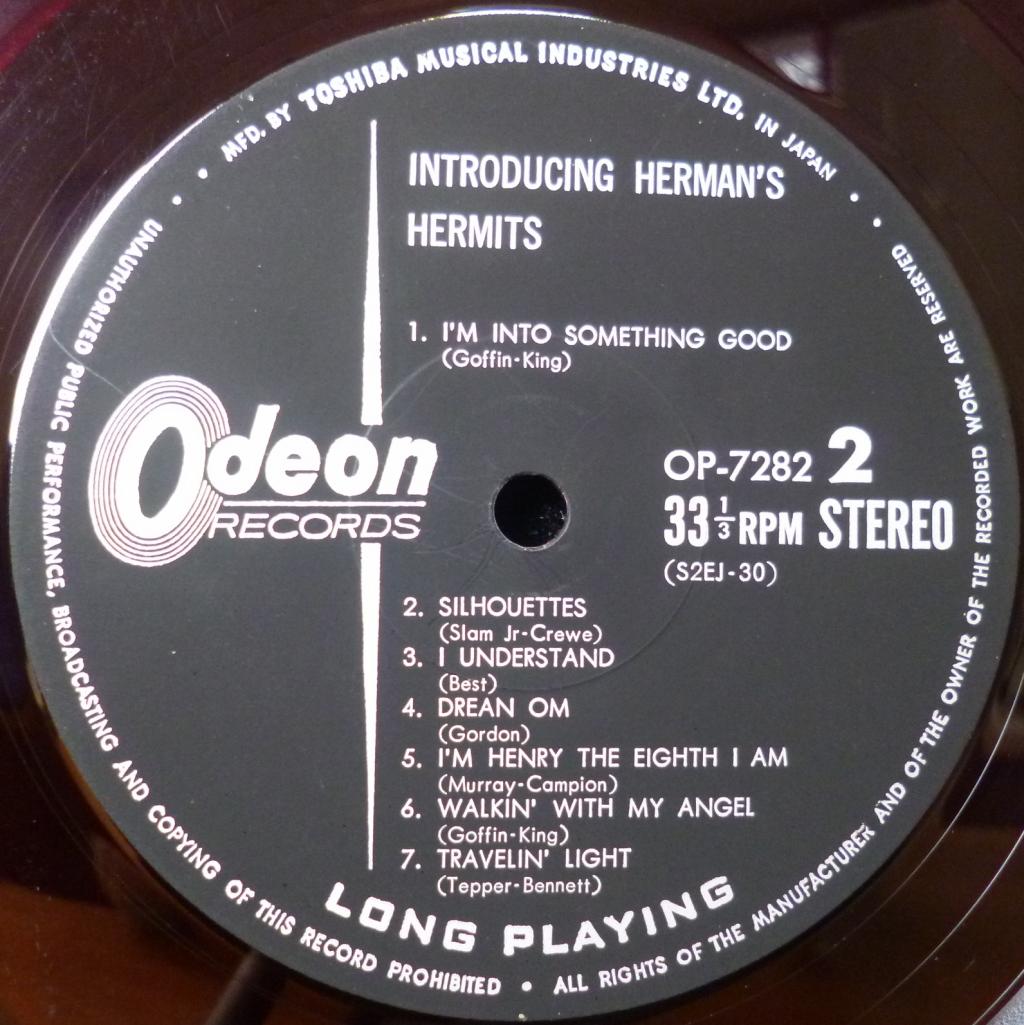 MFD. BY TOSHIBA MUSICAL INDUSTRIES LTD. IN JAPAN
INTRODUCING HERMAN'S
HERMITS
1. I'M INTO SOMETHING GOOD
(Goffin-King)
Odeon
RECORDS
OP-7282 2
33 1/3 RPM STEREO
(S2EJ-30)
2. SILHOUETTES
(Slam Jr-Crewe)
3. I UNDERSTAND
(Best)
4. DREAN OM
(Gordon)
5. I'M HENRY THE EIGHTH I AM
(Murray-Campion)
6. WALKIN' WITH MY ANGEL
(Goffin-King)
7. TRAVELIN' LIGHT
(Tepper-Bennett)
LONG PLAYING
UNAUTHORIZED PUBLIC PERFORMANCE, BROADCASTING AND COPYING OF THIS RECORD PROHIBITED • ALL RIGHTS OF THE MANUFACTURER AND OF THE OWNER OF THE RECORDED WORK ARE RESERVED